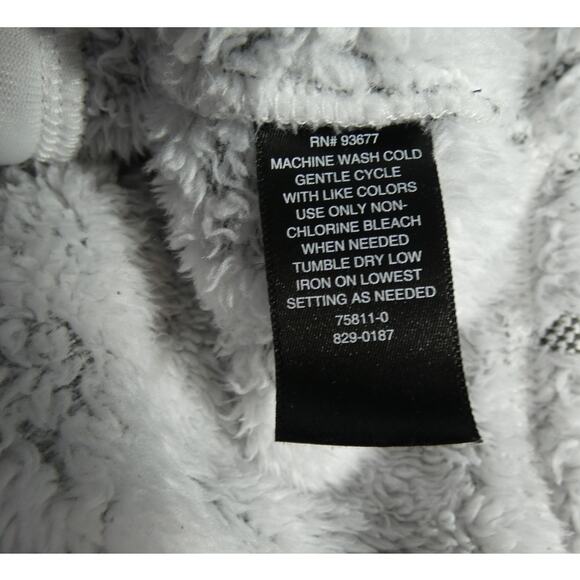 RN# 93677
MACHINE WASH COLD
GENTLE CYCLE
WITH LIKE COLORS
USE ONLY NON-
CHLORINE BLEACH
WHEN NEEDED
TUMBLE DRY LOW
IRON ON LOWEST
SETTING AS NEEDED
75811-0
829-0187